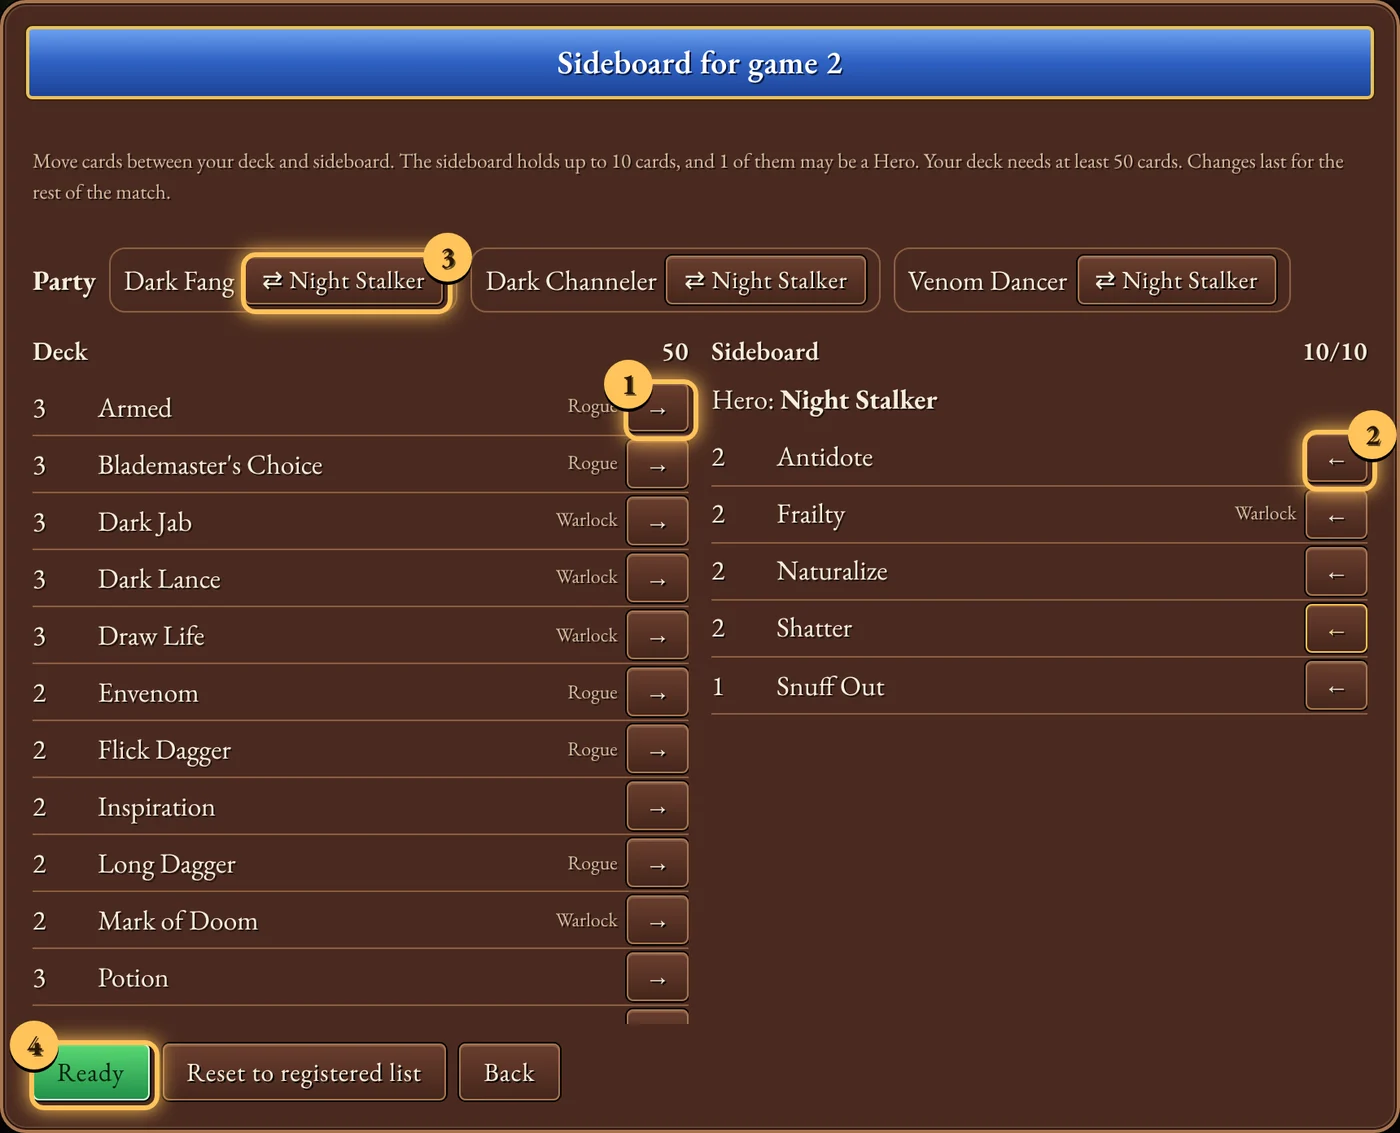 Sideboard for game 2
Move cards between your deck and sideboard. The sideboard holds up to 10 cards, and 1 of them may be a Hero. Your deck needs at least 50 cards. Changes last for the
rest of the match.
Party Dark Fang ⇄ Night Stalker 3 Dark Channeler ⇄ Night Stalker Venom Dancer ⇄ Night Stalker
Deck 50
1
3 Armed Rogue →
3 Blademaster's Choice Rogue →
3 Dark Jab Warlock →
3 Dark Lance Warlock →
3 Draw Life Warlock →
2 Envenom Rogue →
2 Flick Dagger Rogue →
2 Inspiration →
2 Long Dagger Rogue →
2 Mark of Doom Warlock →
3 Potion →
Sideboard 10/10
Hero: Night Stalker
2
2 Antidote ←
2 Frailty Warlock ←
2 Naturalize ←
2 Shatter ←
1 Snuff Out ←
4
Ready Reset to registered list Back